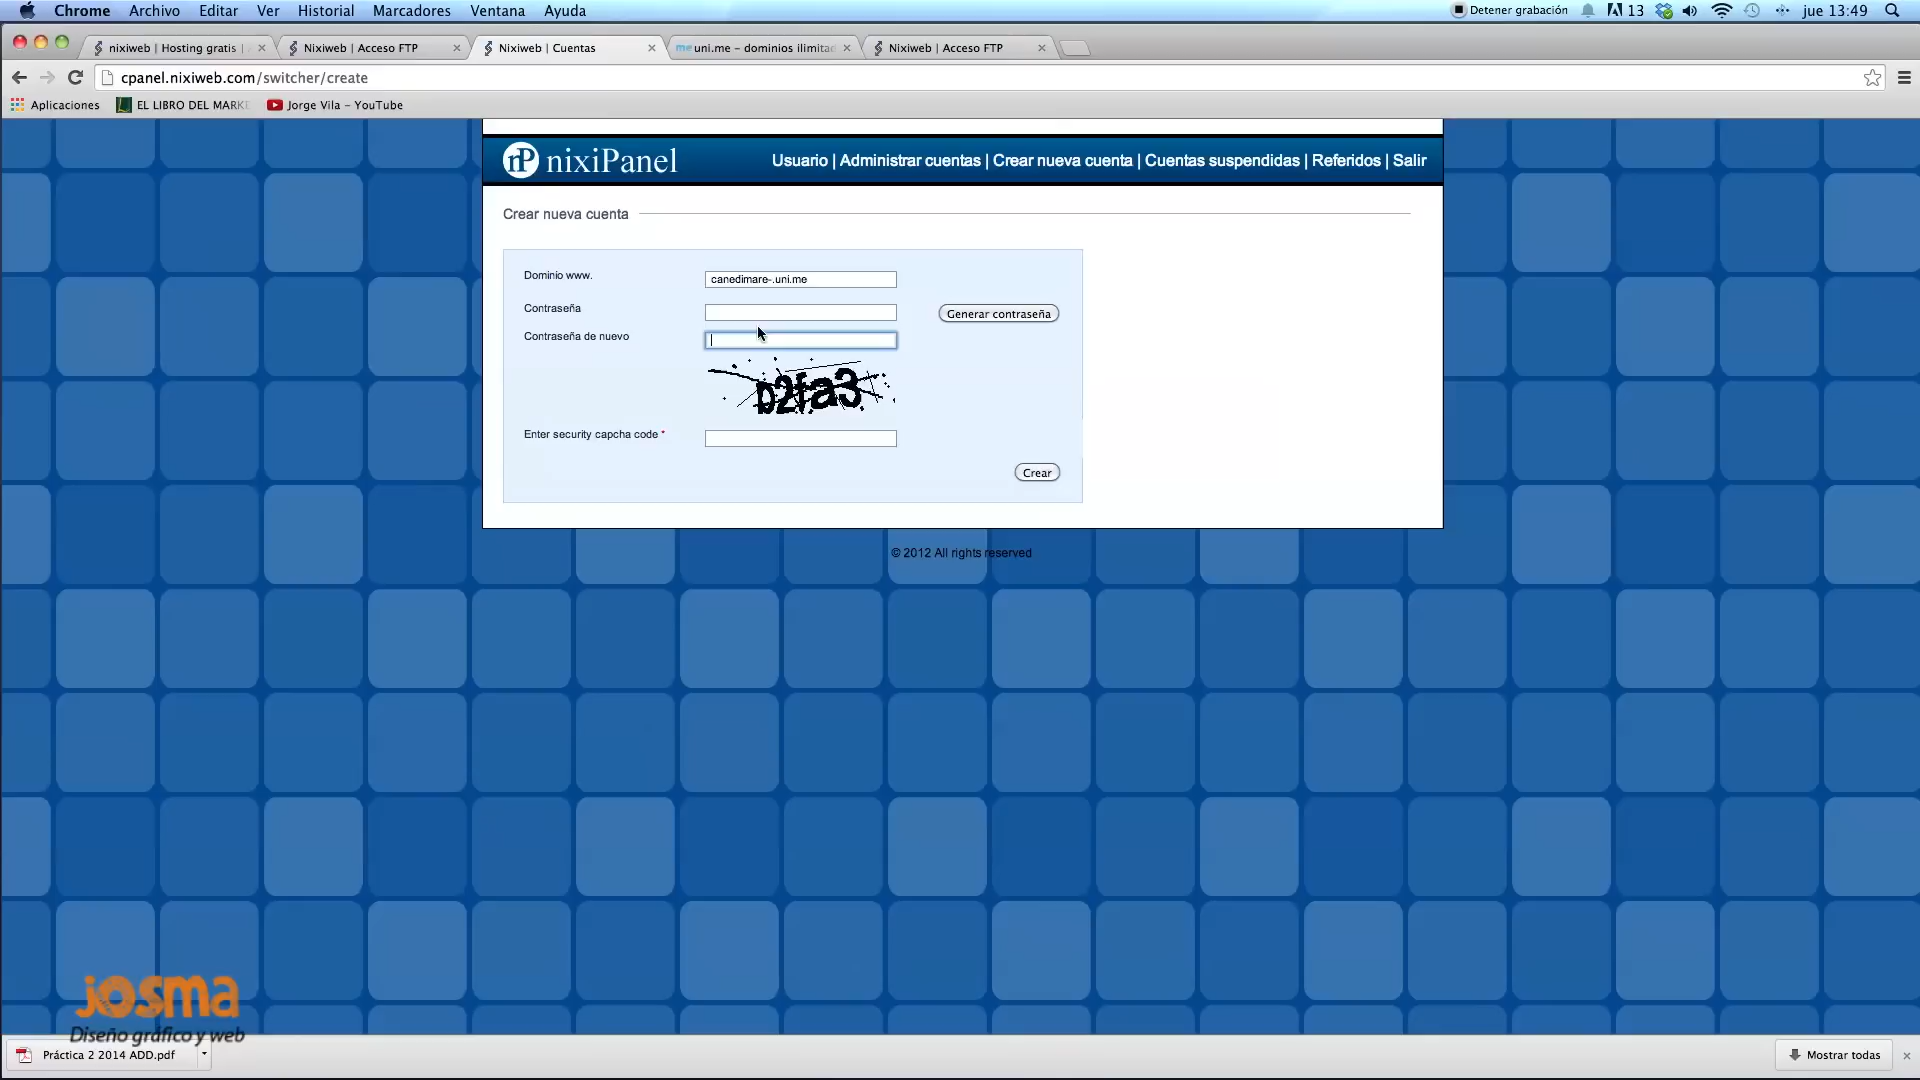 Chrome Archivo Editar Ver Historial Marcadores Ventana Ayuda Detener grabación 13 jue 13:49
nixiweb | Hosting gratis | Nixiweb | Acceso FTP Nixiweb | Cuentas me uni.me – dominios ilimitad Nixiweb | Acceso FTP
cpanel.nixiweb.com/switcher/create
Aplicaciones EL LIBRO DEL MARK Jorge Vila – YouTube
nP nixiPanel Usuario | Administrar cuentas | Crear nueva cuenta | Cuentas suspendidas | Referidos | Salir
Crear nueva cuenta
Dominio www. canedimare-.uni.me
Contraseña Generar contraseña
Contraseña de nuevo
D2fa3
Enter security capcha code *
Crear
© 2012 All rights reserved
josma
Diseño gráfico y web
Práctica 2 2014 ADD.pdf Mostrar todas